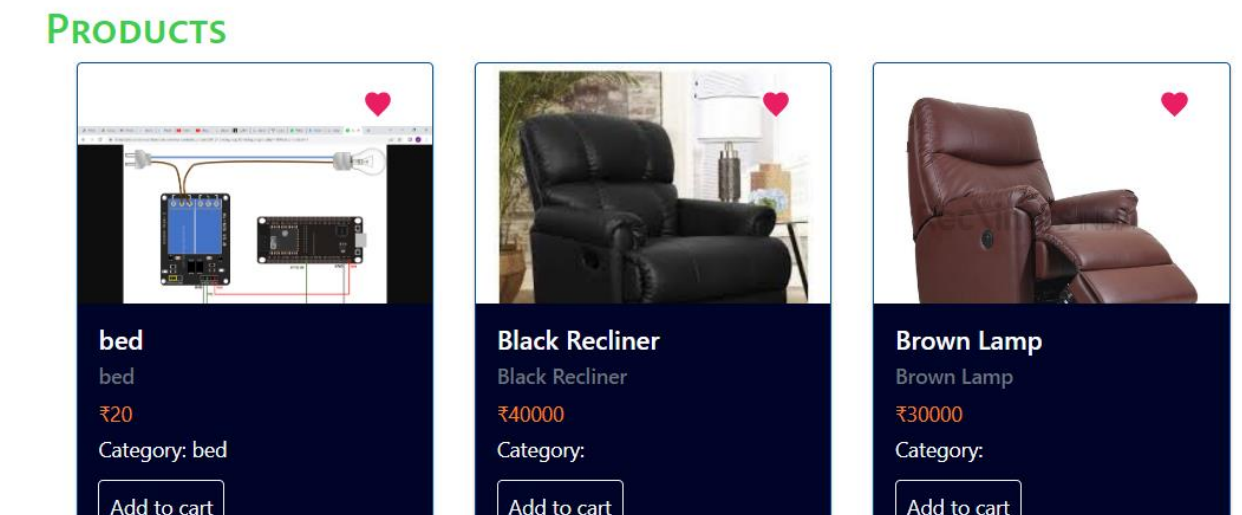 Products
bed
bed
₹20
Category: bed
Add to cart
Black Recliner
Black Recliner
₹40000
Category:
Add to cart
Brown Lamp
Brown Lamp
₹30000
Category:
Add to cart